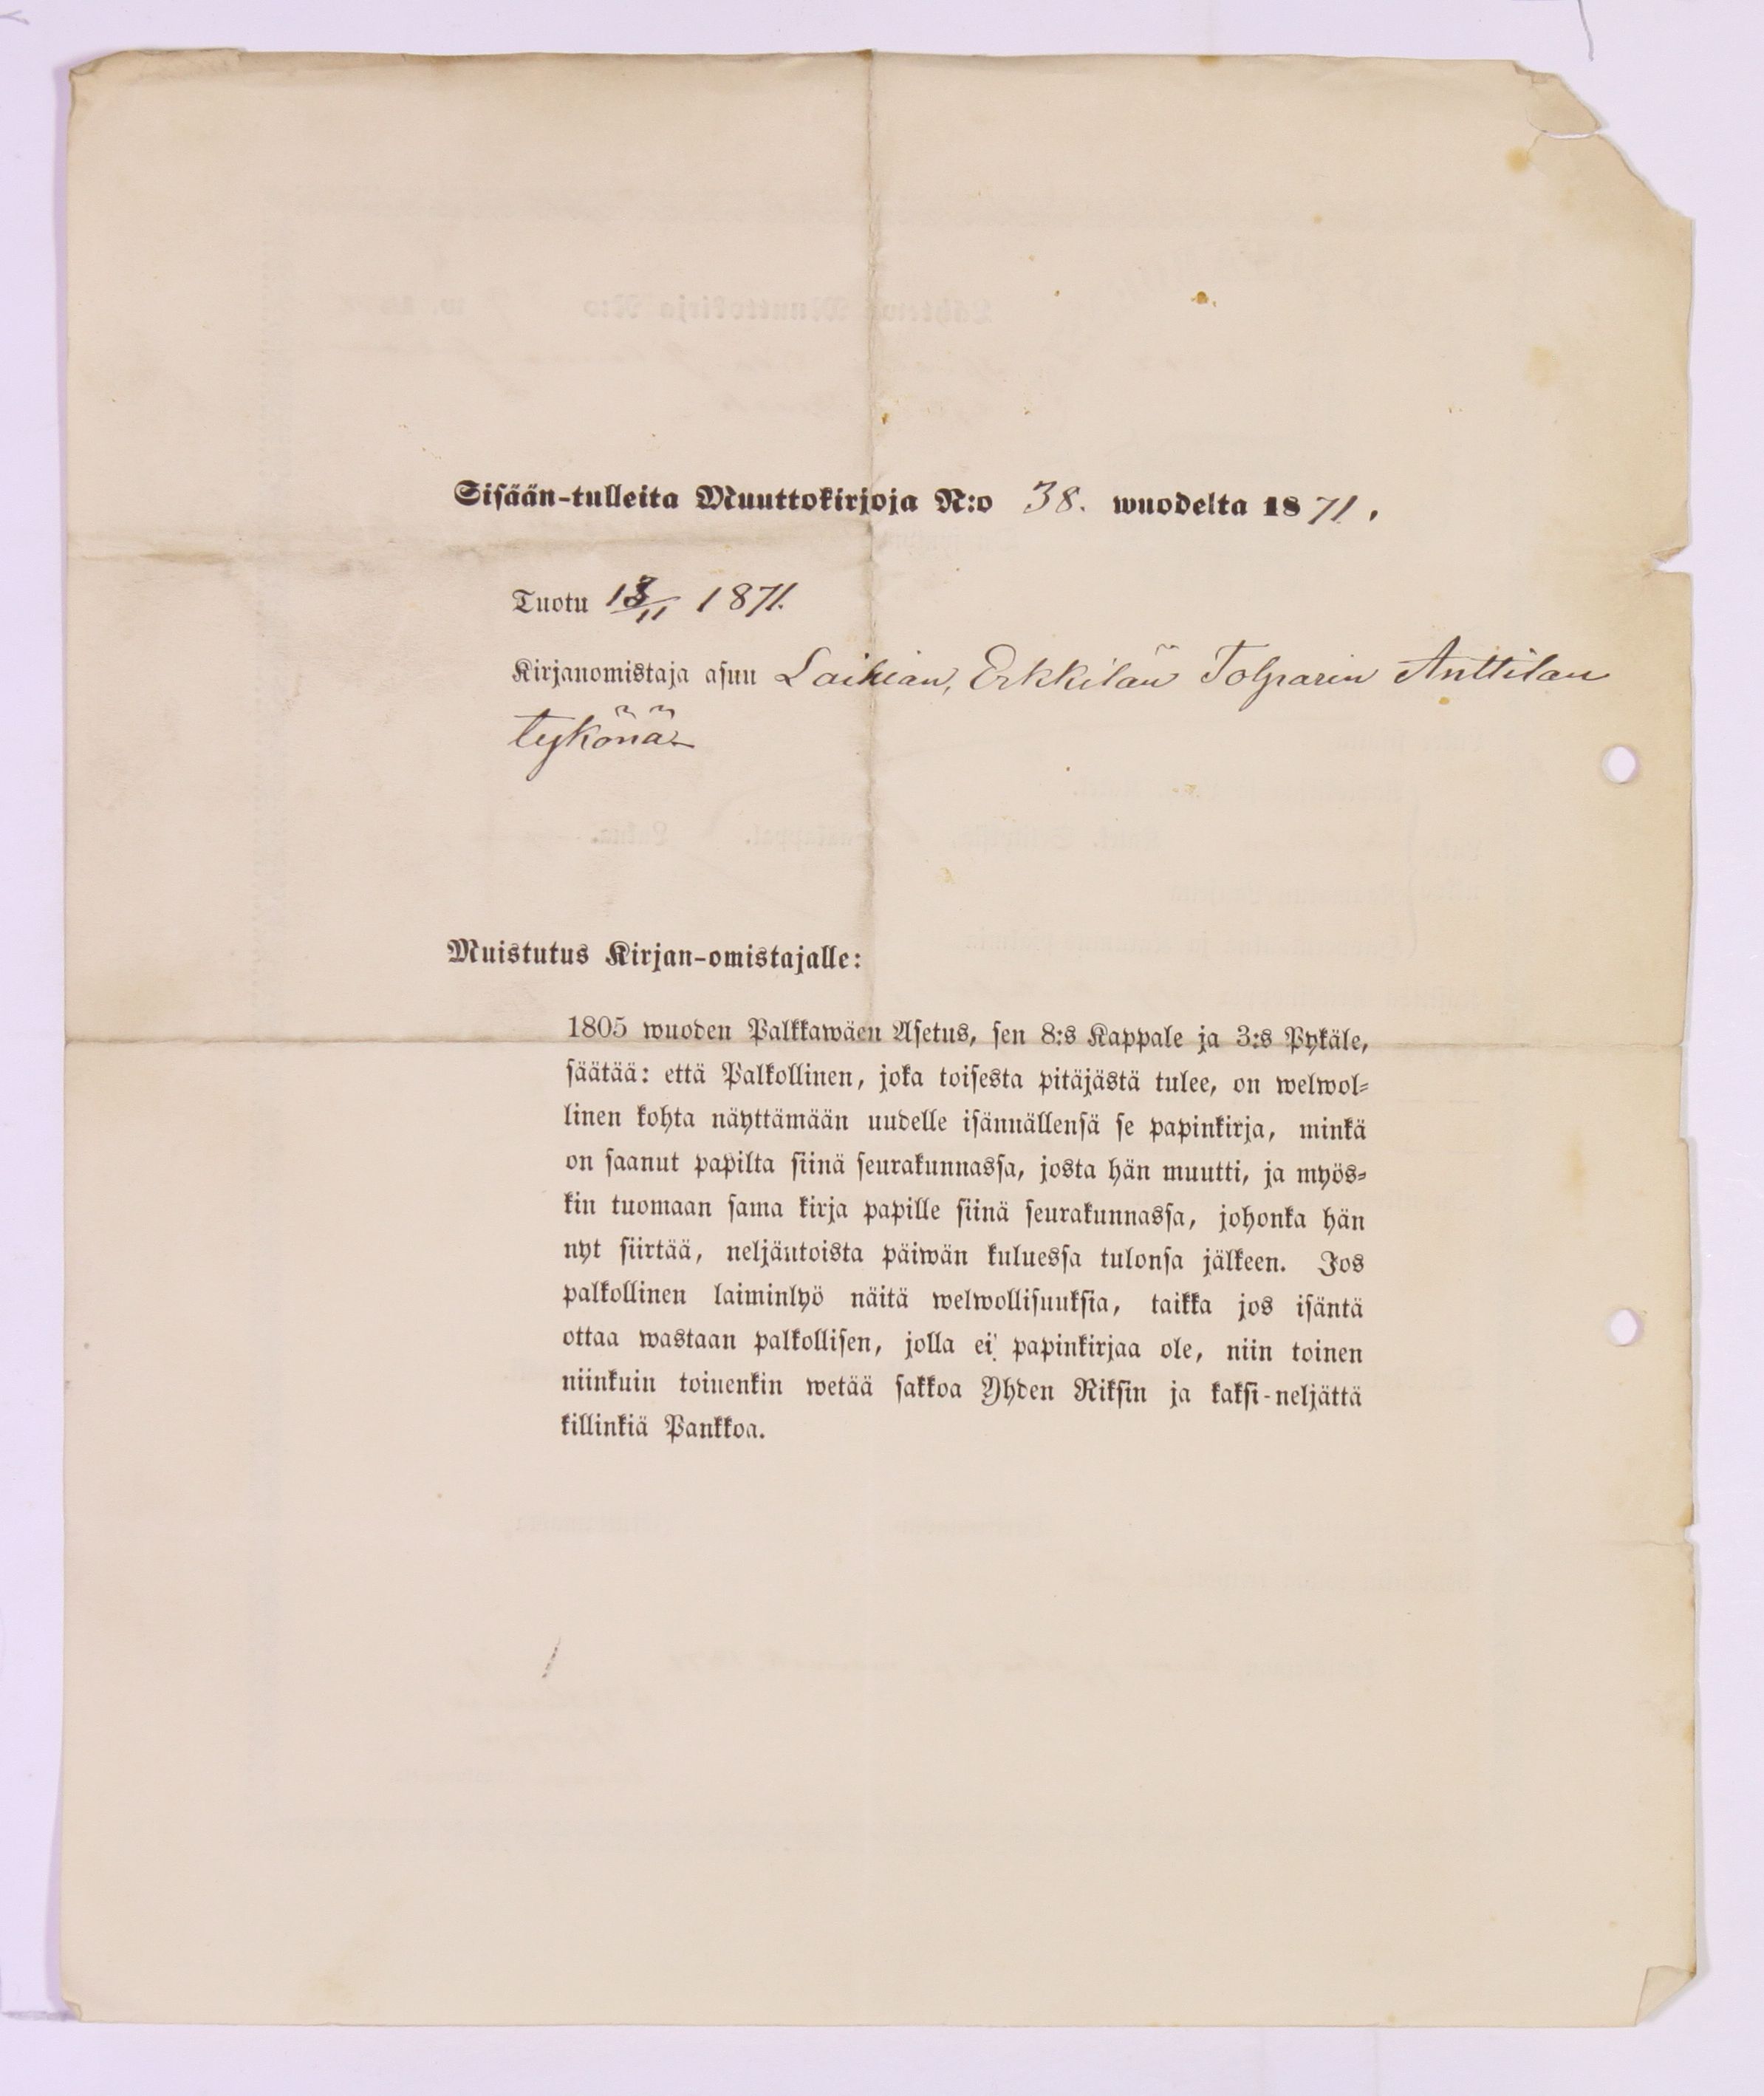 Sisään-tulleita Muuttokirjoja N:o 38. wuodelta 1871.
Tuotu 13/11 1871.
Kirjanomistaja asuu Laihian, Erkkilän Tolparin Anttilan
tykönä
Muistutus Kirjan-omistajalle:
1805 wuoden Palkkawäen Asetus, sen 8:s Kappale ja 3:s Pykäle,
säätää: että Palkollinen, joka toisesta pitäjästä tulee, on welwol-
linen kohta näyttämään uudelle isännällensä se papinkirja, minkä
on saanut papilta siinä seurakunnassa, josta hän muutti, ja myös-
kin tuomaan sama kirja papille siinä seurakunnassa, johonka hän
nyt siirtää, neljäntoista päiwän kuluessa tulonsa jälkeen. Jos
palkollinen laiminlyö näitä welwollisuuksia, taikka jos isäntä
ottaa wastaan palkollisen, jolla ei papinkirjaa ole, niin toinen
niinkuin toinenkin wetää sakkoa Yhden Riksin ja kaksi-neljättä
killinkiä Pankkoa.